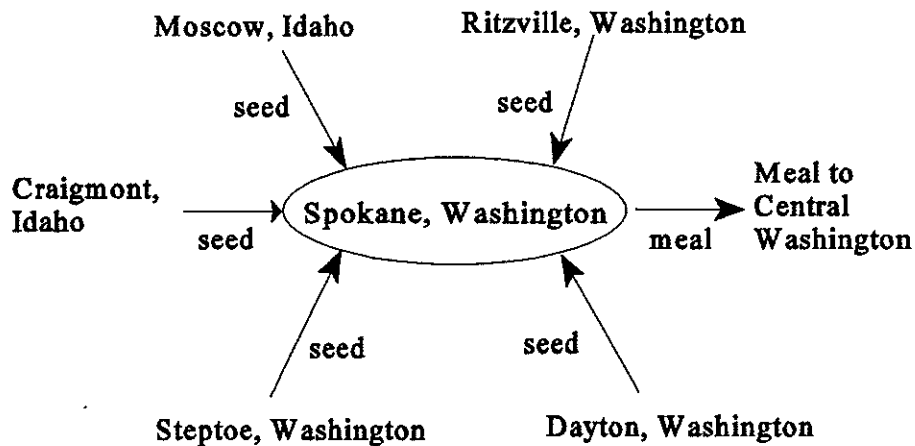 Moscow, Idaho
Ritzville, Washington
seed
seed
Craigmont,
Idaho
seed
Spokane, Washington
meal
Meal to
Central
Washington
seed
seed
Steptoe, Washington
Dayton, Washington